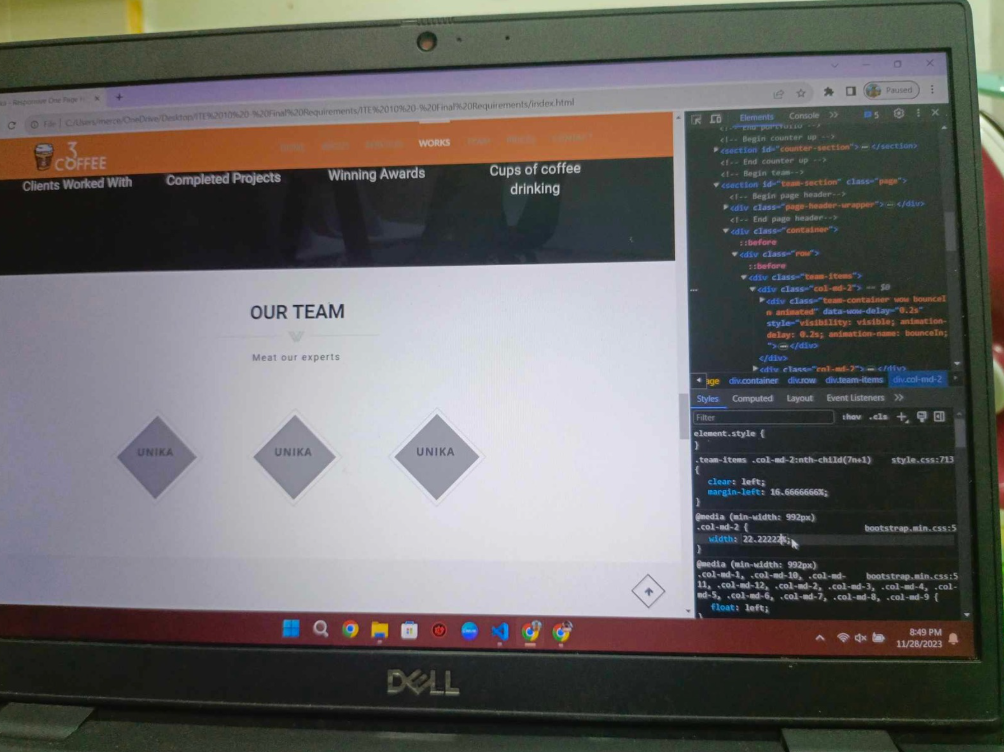 Paused
File | C:/Users/merce/OneDrive/Desktop/ITE%2010%20-%20Final%20Requirements/ITE%2010%20-%20Final%20Requirements/index.html
3
COFFEE
WORKS
Clients Worked With
Completed Projects
Winning Awards
Cups of coffee
drinking
OUR TEAM
Meat our experts
UNIKA
UNIKA
UNIKA
Elements
Console
»
5
<!-- End portfolio -->
<!-- Begin counter up -->
<section id="counter-section">⋯</section>
<!-- End counter up -->
<!-- Begin team-->
<section id="team-section" class="page">
<!-- Begin page header-->
<div class="page-header-wrapper">⋯</div>
<!-- End page header-->
<div class="container">
::before
<div class="row">
::before
<div class="team-items">
<div class="col-md-2"> == $0
<div class="team-container wow bounceI
n animated" data-wow-delay="0.2s"
style="visibility: visible; animation-
delay: 0.2s; animation-name: bounceIn;
">⋯</div>
</div>
<div class="col-md-2">⋯</div>
age
div.container
div.row
div.team-items
div.col-md-2
Styles
Computed
Layout
Event Listeners
»
Filter
:hov
.cls
element.style {
}
.team-items .col-md-2:nth-child(7n+1) style.css:713
{
clear: left;
margin-left: 16.6666666%;
}
@media (min-width: 992px)
.col-md-2 { bootstrap.min.css:5
width: 22.22222%;
}
@media (min-width: 992px)
.col-md-1, .col-md-10, .col-md- bootstrap.min.css:5
11, .col-md-12, .col-md-2, .col-md-3, .col-md-4, .col-
md-5, .col-md-6, .col-md-7, .col-md-8, .col-md-9 {
float: left;
8:49 PM
11/28/2023
DELL